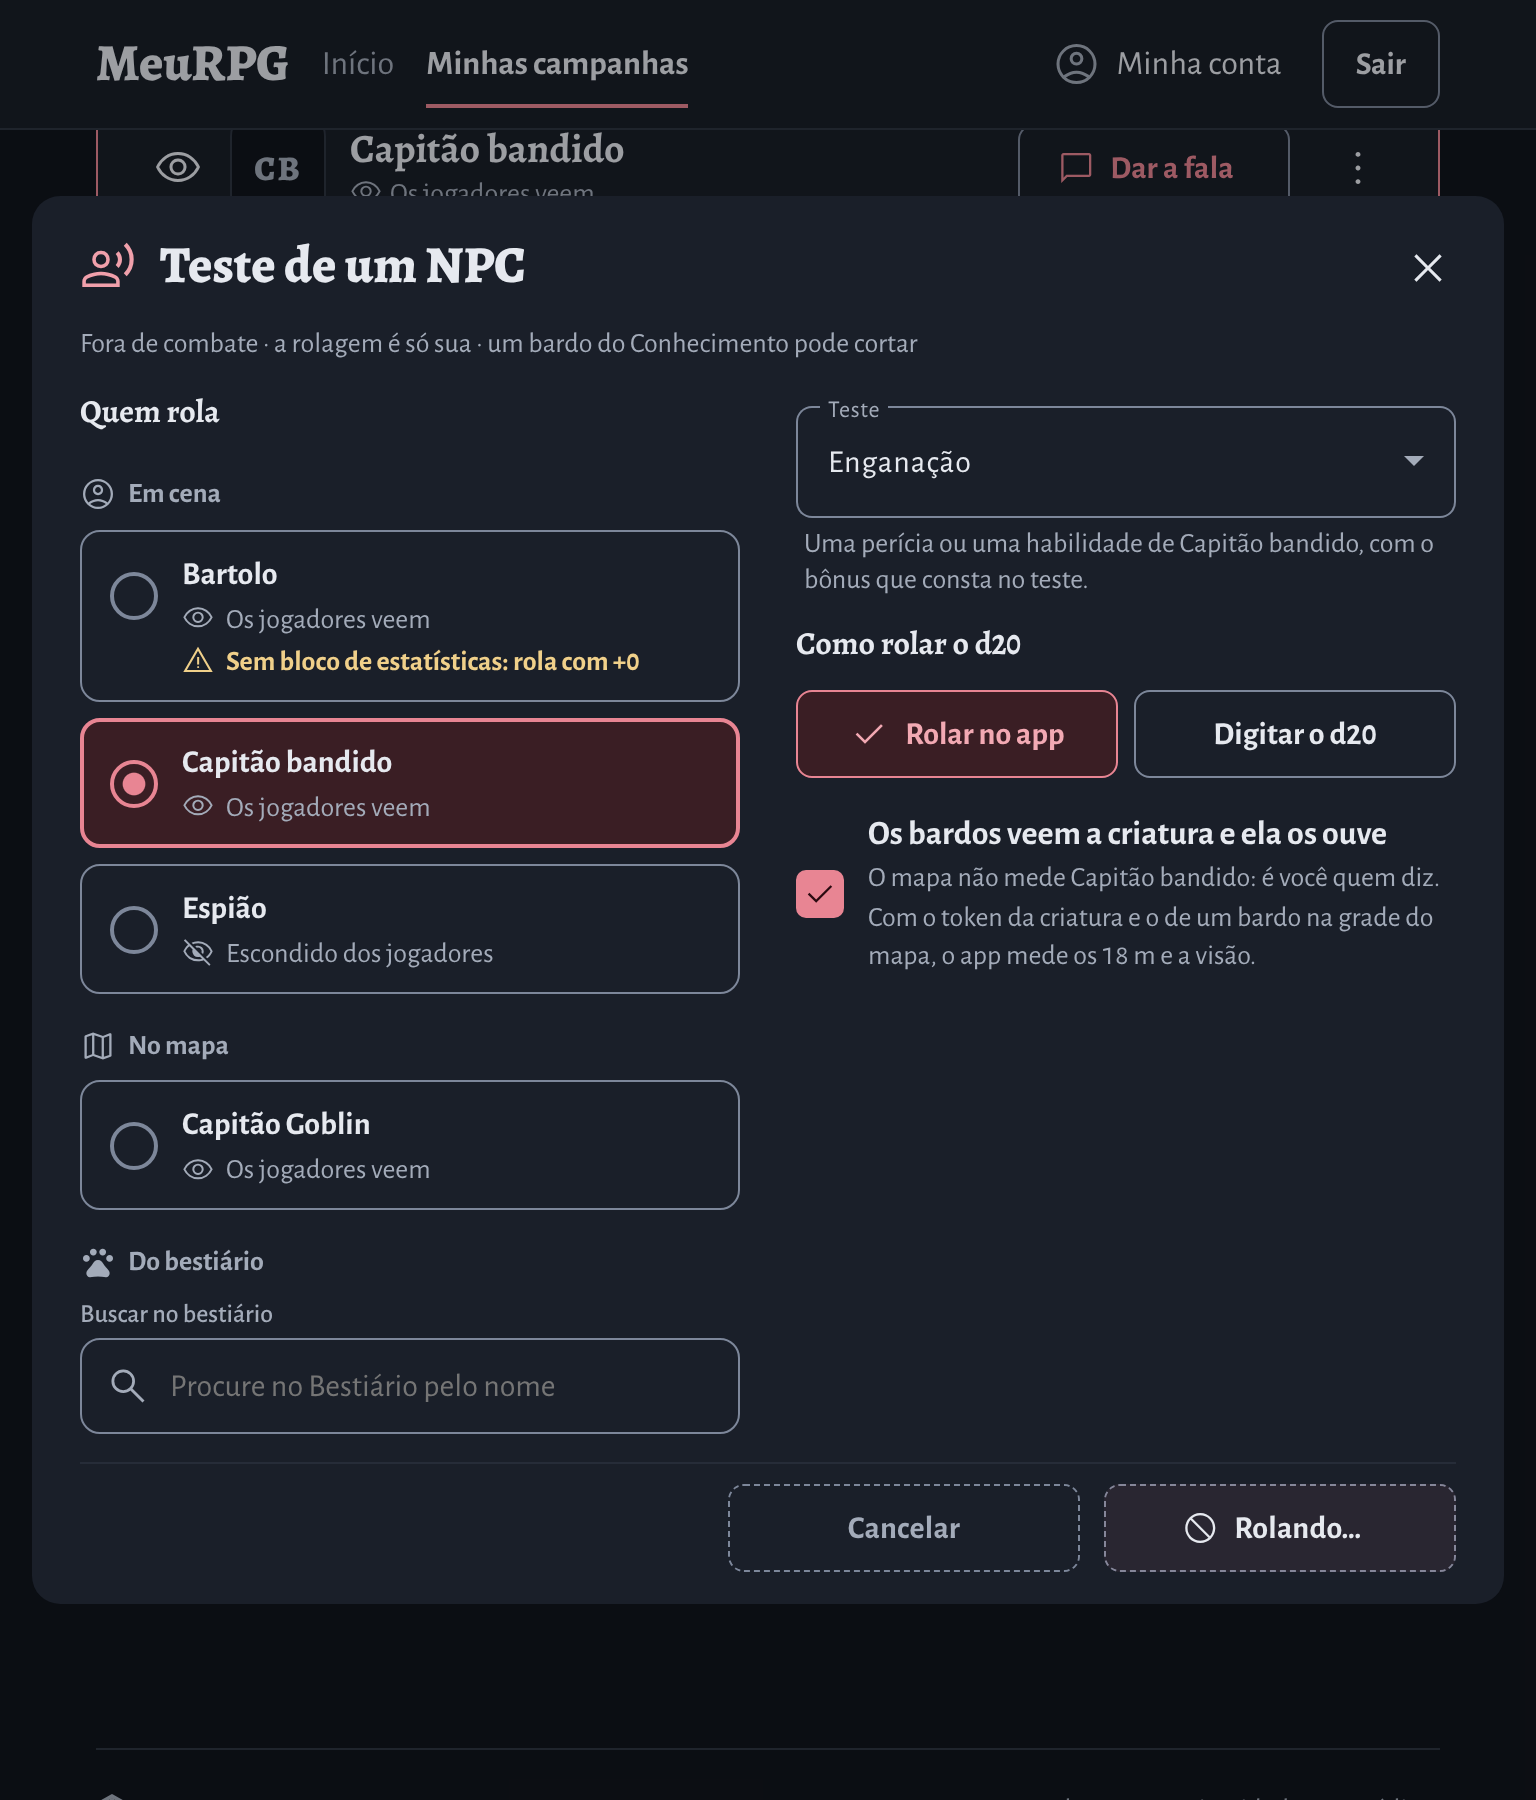 MeuRPG
Início
Minhas campanhas
Minha conta
Sair
CB
Capitão bandido
Os jogadores veem
Dar a fala
Teste de um NPC
Fora de combate · a rolagem é só sua · um bardo do Conhecimento pode cortar
Quem rola
Em cena
Bartolo
Os jogadores veem
Sem bloco de estatísticas: rola com +0
Capitão bandido
Os jogadores veem
Espião
Escondido dos jogadores
No mapa
Capitão Goblin
Os jogadores veem
Do bestiário
Buscar no bestiário
Procure no Bestiário pelo nome
Teste
Enganação
Uma perícia ou uma habilidade de Capitão bandido, com o
bônus que consta no teste.
Como rolar o d20
Rolar no app
Digitar o d20
Os bardos veem a criatura e ela os ouve
O mapa não mede Capitão bandido: é você quem diz.
Com o token da criatura e o de um bardo na grade do
mapa, o app mede os 18 m e a visão.
Cancelar
Rolando...